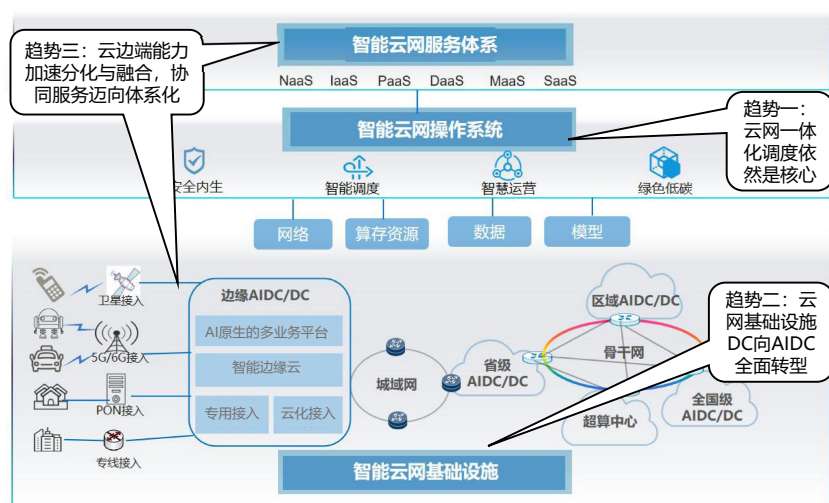 智能云网服务体系
趋势三：云边端能力
加速分化与融合，协
同服务迈向体系化
NaaS IaaS PaaS DaaS MaaS SaaS
智能云网操作系统
趋势一：
云网一体
化调度依
然是核心
安全内生
智能调度
智慧运营
绿色低碳
网络
算存资源
数据
模型
卫星接入
5G/6G接入
PON接入
专线接入
边缘AIDC/DC
AI原生的多业务平台
智能边缘云
专用接入
云化接入
城域网
省级
AIDC/DC
区域AIDC/DC
骨干网
超算中心
全国级
AIDC/DC
趋势二：云
网基础设施
DC向AIDC
全面转型
智能云网基础设施